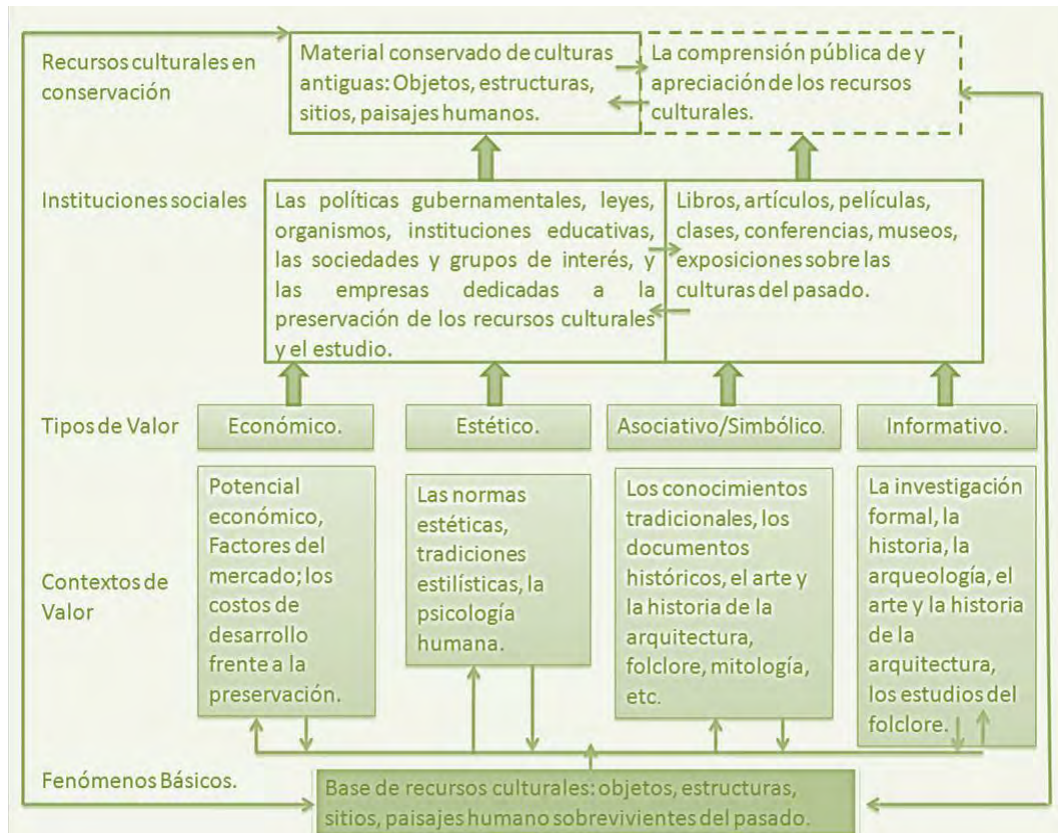 Recursos culturales en
conservación
Material conservado de culturas
antiguas: Objetos, estructuras,
sitios, paisajes humanos.
La comprensión pública de y
apreciación de los recursos
culturales.
Instituciones sociales
Las políticas gubernamentales, leyes,
organismos, instituciones educativas,
las sociedades y grupos de interés, y
las empresas dedicadas a la
preservación de los recursos culturales
y el estudio.
Libros, artículos, películas,
clases, conferencias, museos,
exposiciones sobre las
culturas del pasado.
Tipos de Valor
Económico.
Estético.
Asociativo/Simbólico.
Informativo.
Contextos de
Valor
Potencial
económico,
Factores del
mercado; los
costos de
desarrollo
frente a la
preservación.
Las normas
estéticas,
tradiciones
estilísticas, la
psicología
humana.
Los conocimientos
tradicionales, los
documentos
históricos, el arte y
la historia de la
arquitectura,
folclore, mitología,
etc.
La investigación
formal, la
historia, la
arqueología, el
arte y la historia
de la
arquitectura,
los estudios del
folclore.
Fenómenos Básicos.
Base de recursos culturales: objetos, estructuras,
sitios, paisajes humano sobrevivientes del pasado.